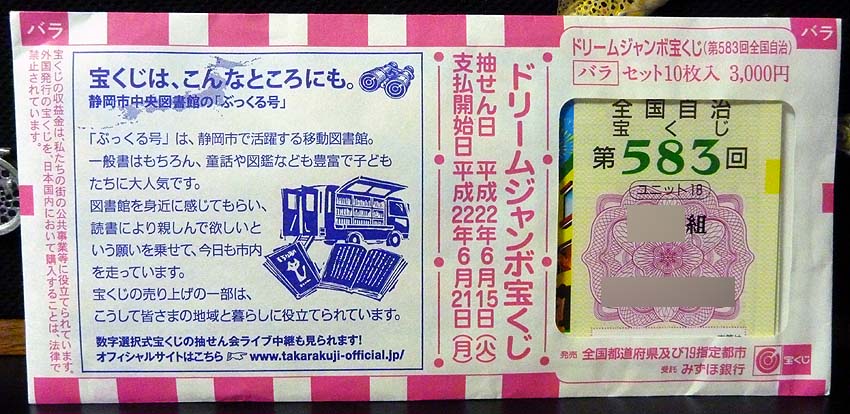 バラ
バラ
宝くじの収益金は、私たちの街の公共事業等に役立てられています。
外国発行の宝くじを、日本国内において購入することは、法律で
禁止されています。
宝くじは、こんなところにも。
静岡市中央図書館の「ぶっくる号」
「ぶっくる号」は、静岡市で活躍する移動図書館。
一般書はもちろん、童話や図鑑なども豊富で子ども
たちに大人気です。
図書館を身近に感じてもらい、
読書により親しんで欲しいと
いう願いを乗せて、今日も市内
を走っています。
宝くじの売り上げの一部は、
こうして皆さまの地域と暮らしに役立てられています。
数字選択式宝くじの抽せん会ライブ中継も見られます!
オフィシャルサイトはこちら☞www.takarakuji-official.jp/
ドリームジャンボ宝くじ
抽せん日 平成22年6月15日(火)
支払開始日 平成22年6月21日(月)
ドリームジャンボ宝くじ(第583回全国自治)
バラ セット10枚入 3,000円
全国自治
宝くじ
第583回
ユニット18
組
発売 全国都道府県及び19指定都市
受託 みずほ銀行
宝くじ